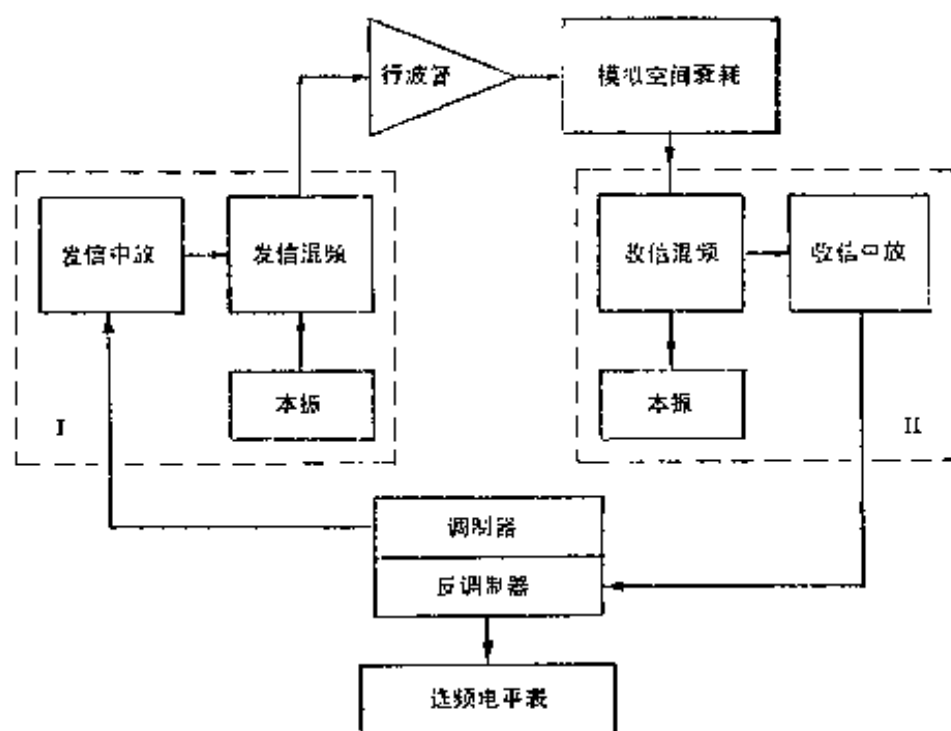 行波管
模拟空间衰耗
发信中放
发信混频
收信混频
收信中放
本振
本振
I
II
调制器
反调制器
选频电平表